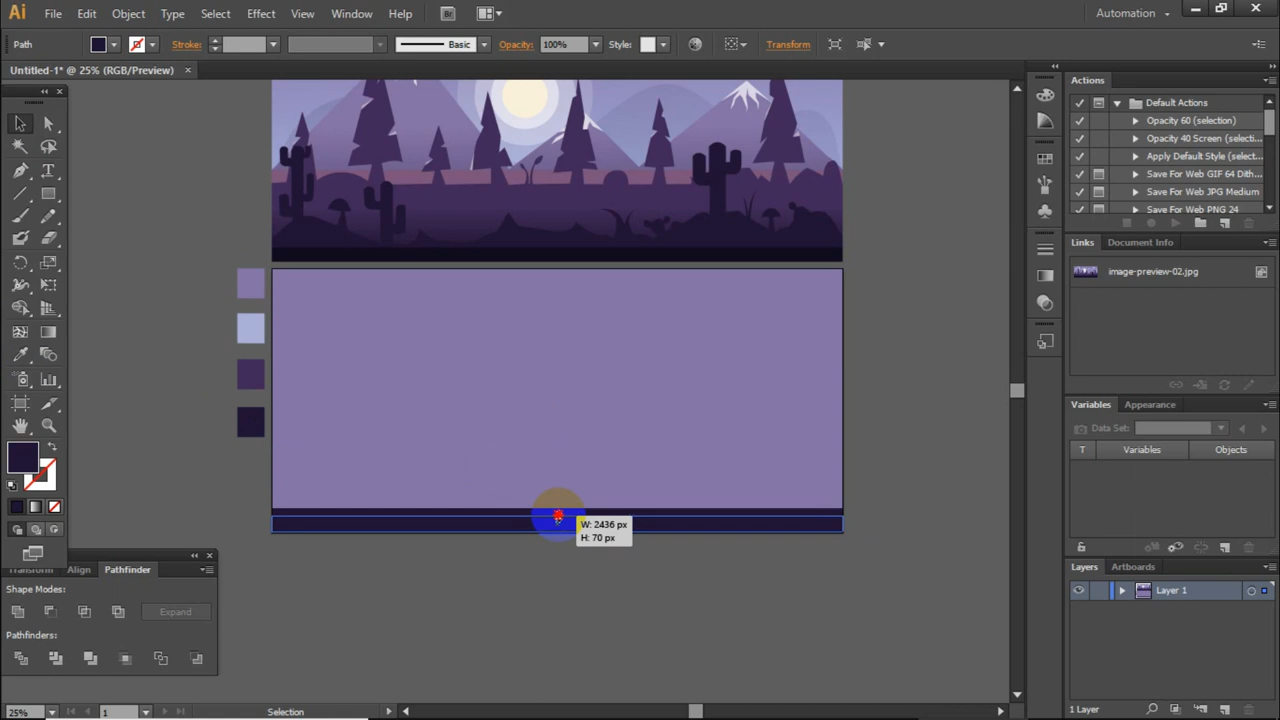 Ai File Edit Object Type Select Effect View Window Help Br Automation
Path Stroke: Basic Opacity: 100% Style: Transform
Untitled-1* @ 25% (RGB/Preview)
Actions
Default Actions
Opacity 60 (selection)
Opacity 40 Screen (selecti...
Apply Default Style (select...
Save For Web GIF 64 Dith...
Save For Web JPG Medium
Save For Web PNG 24
Links Document Info
image-preview-02.jpg
Variables Appearance
Data Set:
T Variables Objects
W: 2436 px
H: 70 px
Transform Align Pathfinder
Shape Modes:
Expand
Pathfinders:
Layers Artboards
Layer 1
1 Layer
25% 1 Selection